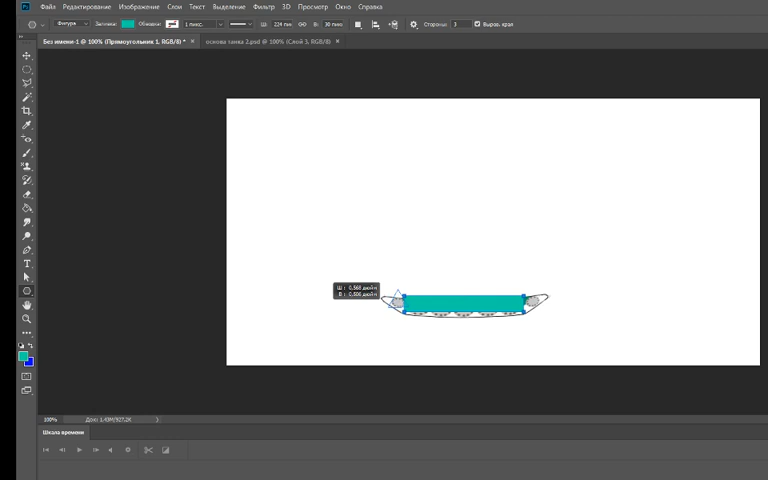 Ps Файл Редактирование Изображение Слои Текст Выделение Фильтр 3D Просмотр Окно Справка
Фигура Заливка: Обводка: 1 пикс. Ш: 224 пик В: 30 пикс Стороны: 3 Выровн. края
Без имени-1 @ 100% (Прямоугольник 1, RGB/8) * × основа танка 2.psd @ 100% (Слой 3, RGB/8) ×
Ш: 0,568 дюйм
В: 0,506 дюйм
100% Док: 1,43M/927,2K
Шкала времени